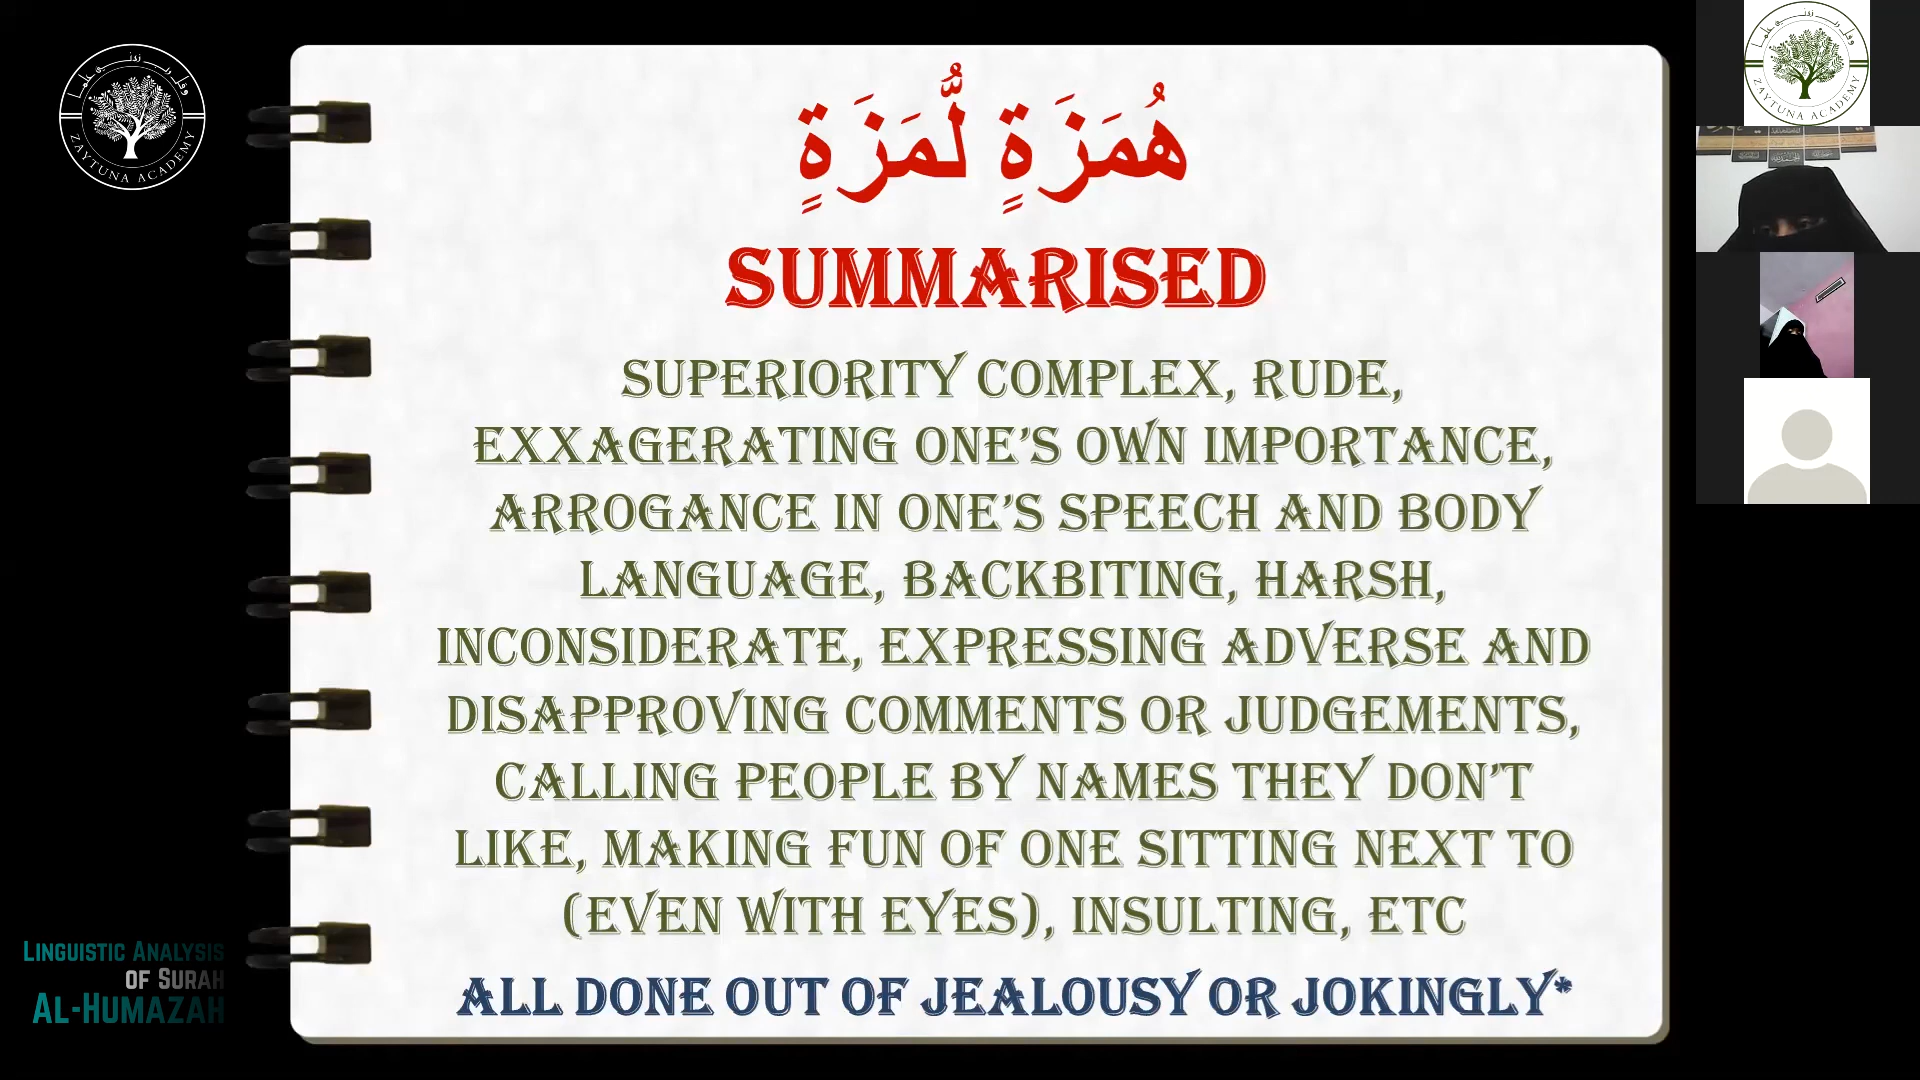 هُمَزَةٍ لُّمَزَةٍ
SUMMARISED
SUPERIORITY COMPLEX, RUDE,
EXXAGERATING ONE'S OWN IMPORTANCE,
ARROGANCE IN ONE'S SPEECH AND BODY
LANGUAGE, BACKBITING, HARSH,
INCONSIDERATE, EXPRESSING ADVERSE AND
DISAPPROVING COMMENTS OR JUDGEMENTS,
CALLING PEOPLE BY NAMES THEY DON'T
LIKE, MAKING FUN OF ONE SITTING NEXT TO
(EVEN WITH EYES), INSULTING, ETC
ALL DONE OUT OF JEALOUSY OR JOKINGLY*
LINGUISTIC ANALYSIS
OF SURAH
AL-HUMAZAH
ZAYTUNA ACADEMY
ZAYTUNA ACADEMY